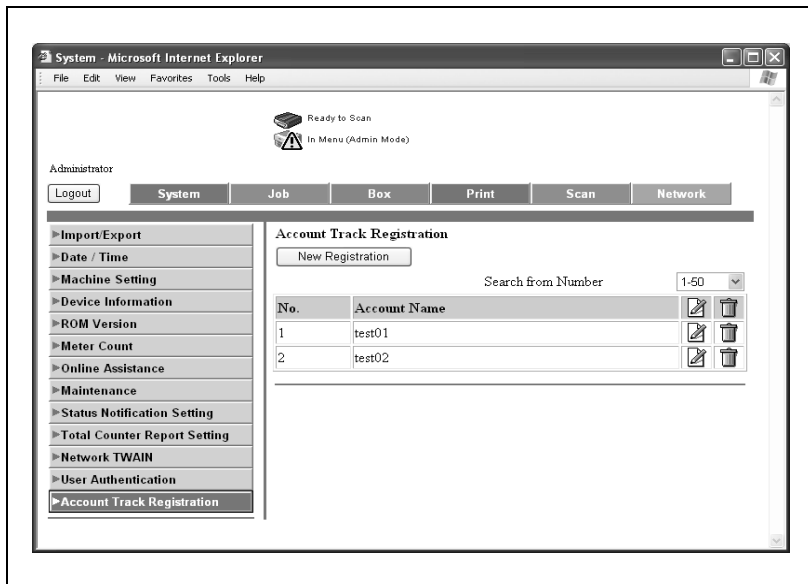 System - Microsoft Internet Explorer
File Edit View Favorites Tools Help
Ready to Scan
In Menu (Admin Mode)
Administrator
Logout System Job Box Print Scan Network
Import/Export
Date / Time
Machine Setting
Device Information
ROM Version
Meter Count
Online Assistance
Maintenance
Status Notification Setting
Total Counter Report Setting
Network TWAIN
User Authentication
Account Track Registration
Account Track Registration
New Registration
Search from Number 1-50
No. Account Name
1 test01
2 test02